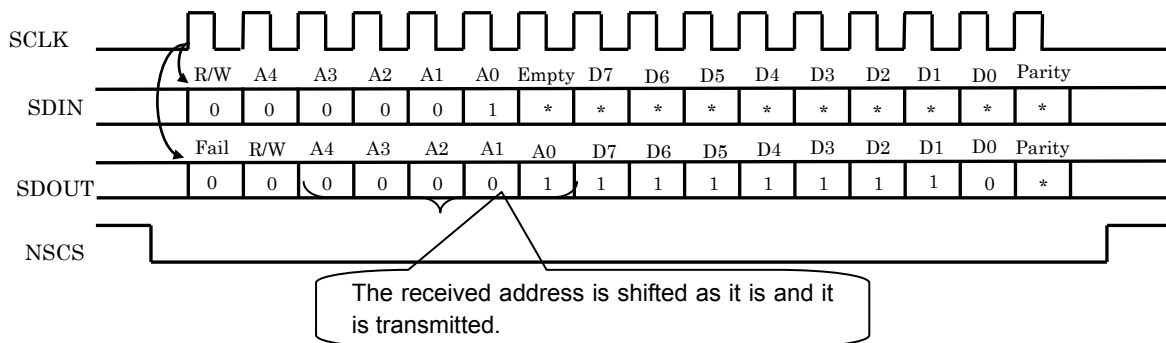 SCLK
R/W A4 A3 A2 A1 A0 Empty D7 D6 D5 D4 D3 D2 D1 D0 Parity
SDIN 0 0 0 0 0 1 * * * * * * * * * *
Fail R/W A4 A3 A2 A1 A0 D7 D6 D5 D4 D3 D2 D1 D0 Parity
SDOUT 0 0 0 0 0 0 1 1 1 1 1 1 1 1 0 *
NSCS
The received address is shifted as it is and it
is transmitted.